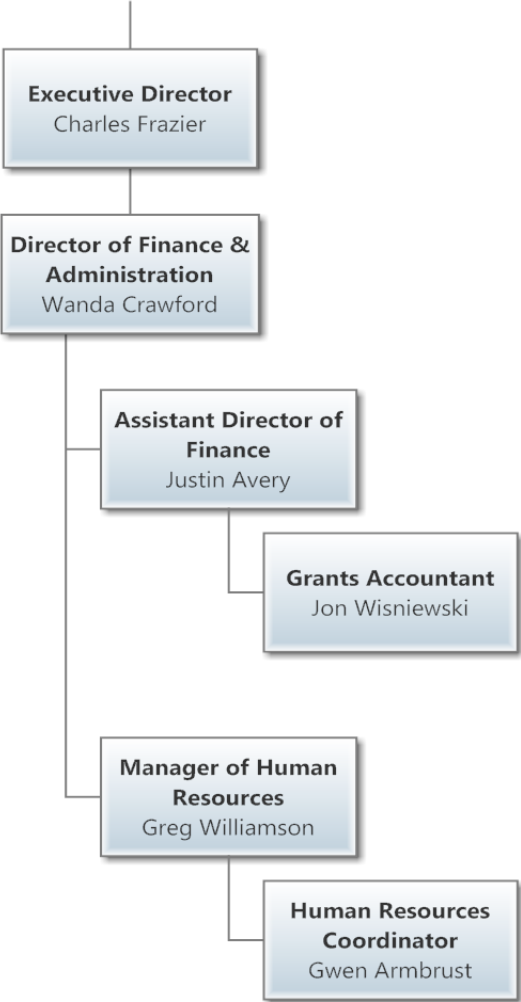 Executive Director
Charles Frazier
Director of Finance &
Administration
Wanda Crawford
Assistant Director of
Finance
Justin Avery
Grants Accountant
Jon Wisniewski
Manager of Human
Resources
Greg Williamson
Human Resources
Coordinator
Gwen Armbrust